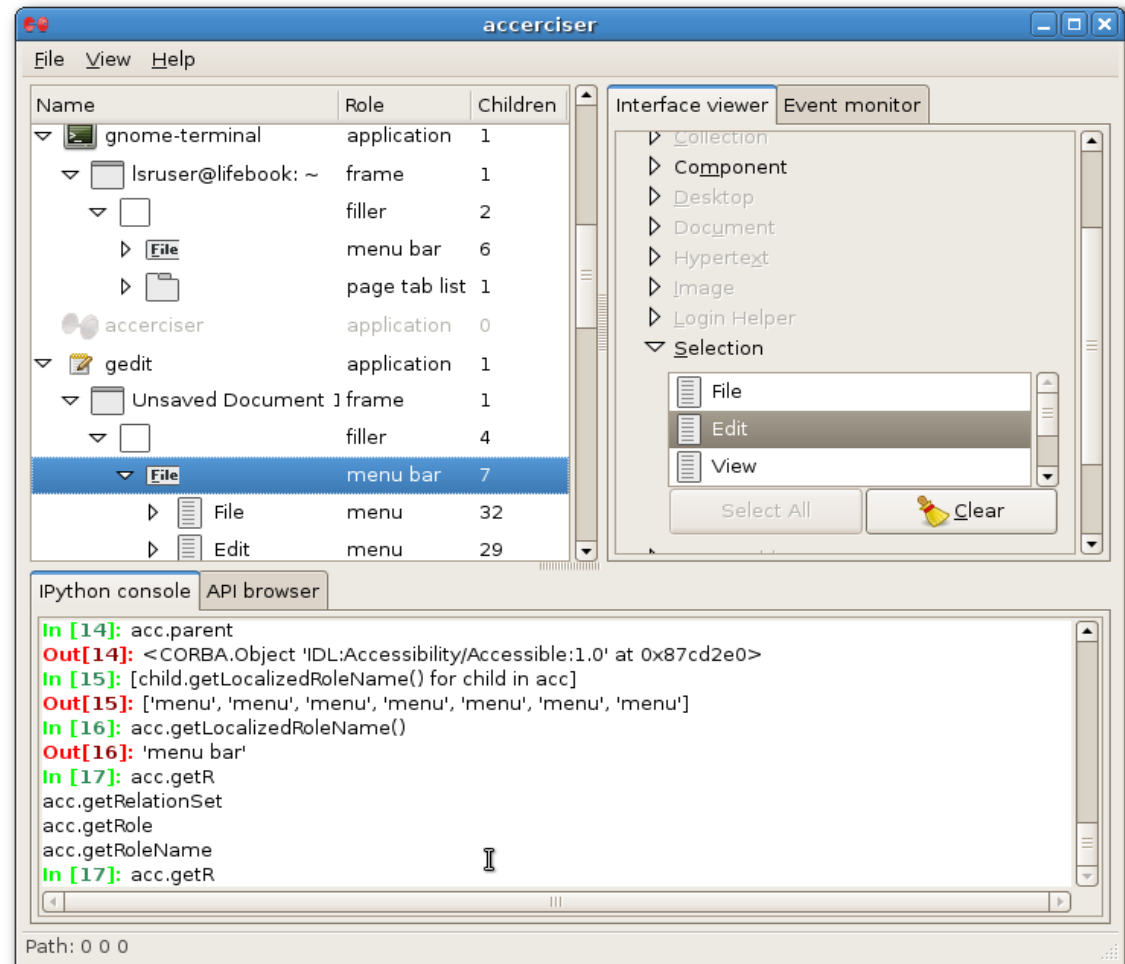 accerciser
File View Help
Name Role Children
gnome-terminal application 1
lsruser@lifebook: ~ frame 1
filler 2
File menu bar 6
page tab list 1
accerciser application 0
gedit application 1
Unsaved Document 1 frame 1
filler 4
File menu bar 7
File menu 32
Edit menu 29
Interface viewer Event monitor
Collection
Component
Desktop
Document
Hypertext
Image
Login Helper
Selection
File
Edit
View
Select All Clear
IPython console API browser
In [14]: acc.parent
Out[14]: <CORBA.Object 'IDL:Accessibility/Accessible:1.0' at 0x87cd2e0>
In [15]: [child.getLocalizedRoleName() for child in acc]
Out[15]: ['menu', 'menu', 'menu', 'menu', 'menu', 'menu', 'menu']
In [16]: acc.getLocalizedRoleName()
Out[16]: 'menu bar'
In [17]: acc.getR
acc.getRelationSet
acc.getRole
acc.getRoleName
In [17]: acc.getR
Path: 0 0 0